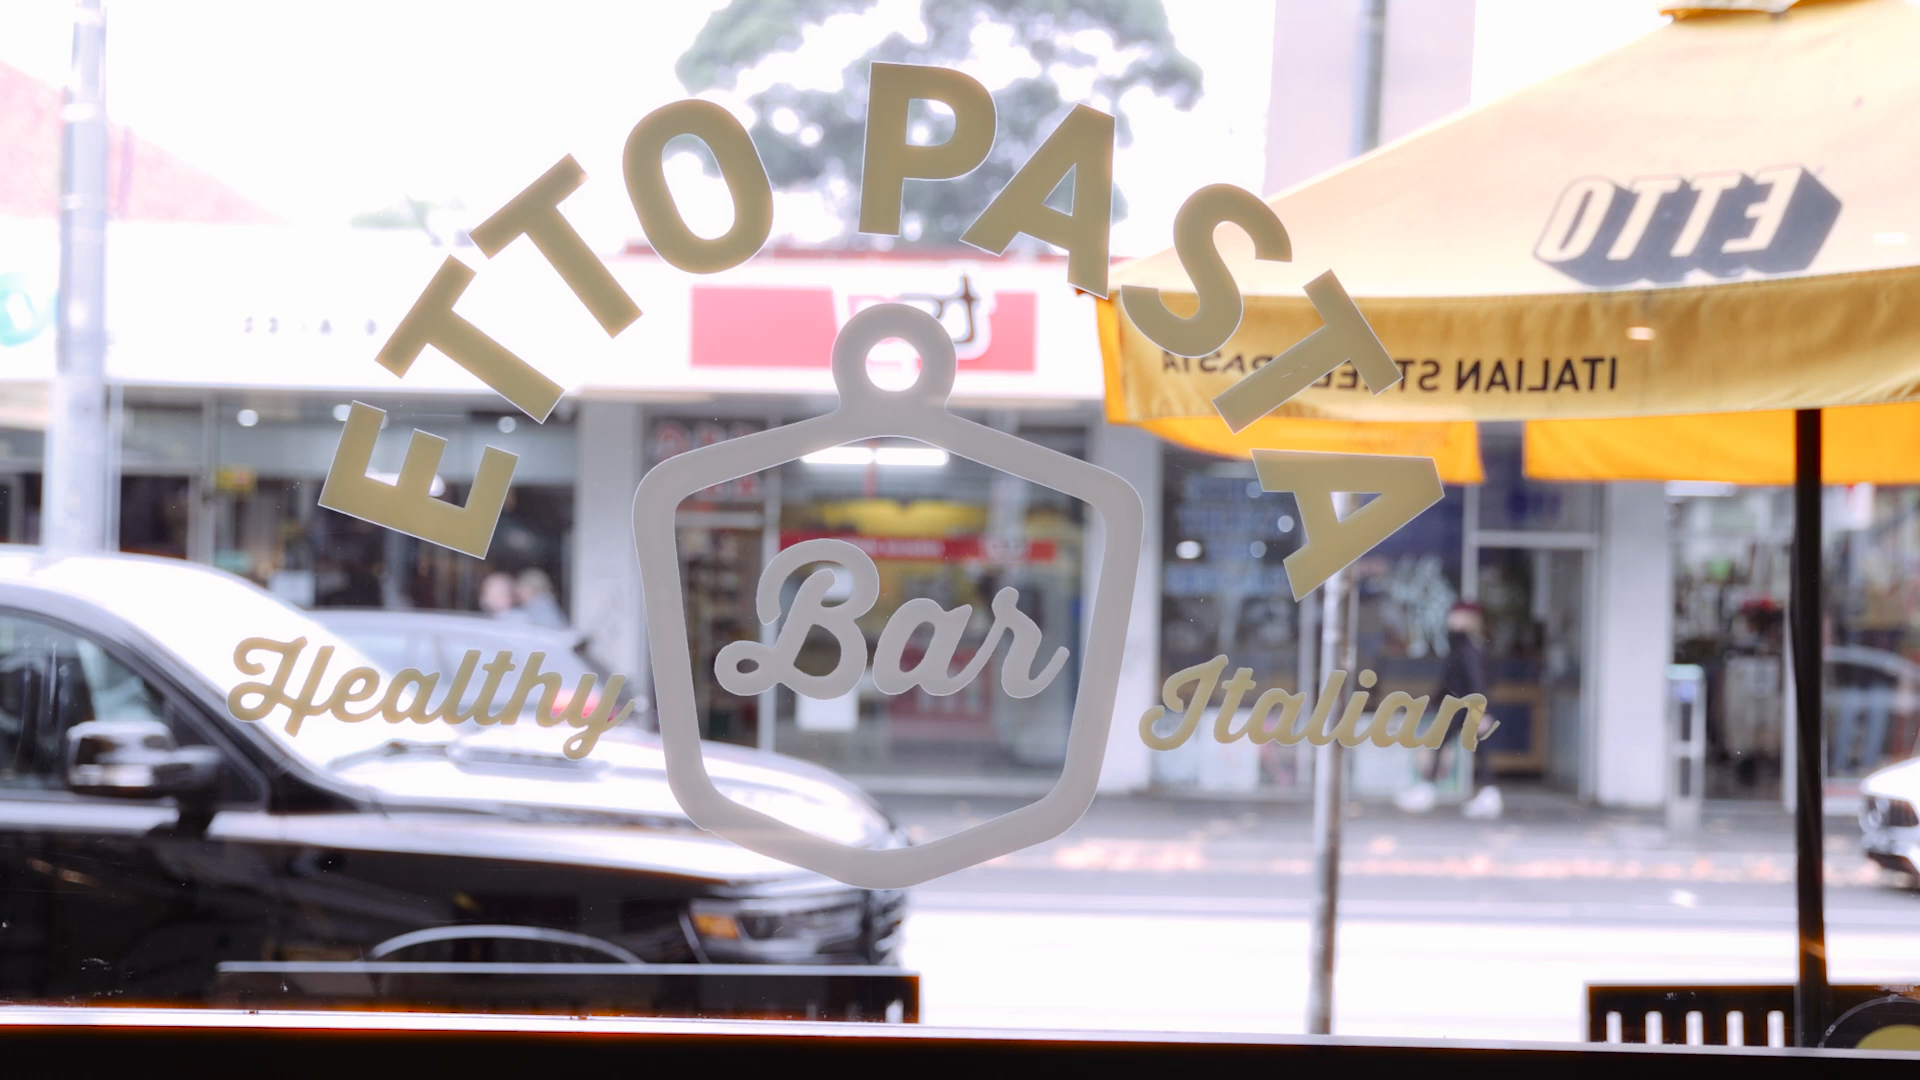 ETTO PASTA
Bar
Healthy
Italian
ETTO
ITALIAN STREET PASTA